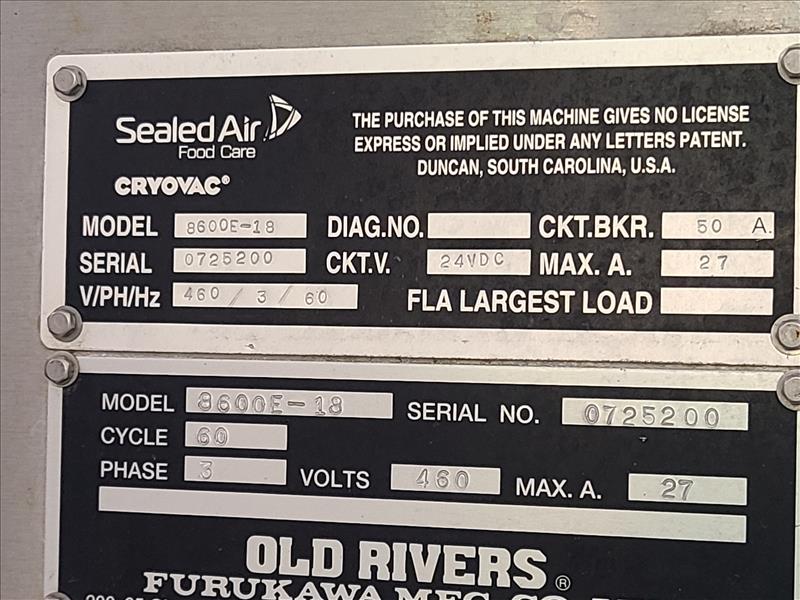 Sealed Air
Food Care
CRYOVAC®
THE PURCHASE OF THIS MACHINE GIVES NO LICENSE
EXPRESS OR IMPLIED UNDER ANY LETTERS PATENT.
DUNCAN, SOUTH CAROLINA, U.S.A.
MODEL 8600E-18 DIAG.NO. CKT.BKR. 50 A.
SERIAL 0725200 CKT.V. 24VDC MAX. A. 27
V/PH/Hz 460 / 3 / 60 FLA LARGEST LOAD
MODEL 8600E-18 SERIAL NO. 0725200
CYCLE 60
PHASE 3 VOLTS 460 MAX. A. 27
OLD RIVERS®
FURUKAWA MFG. CO.